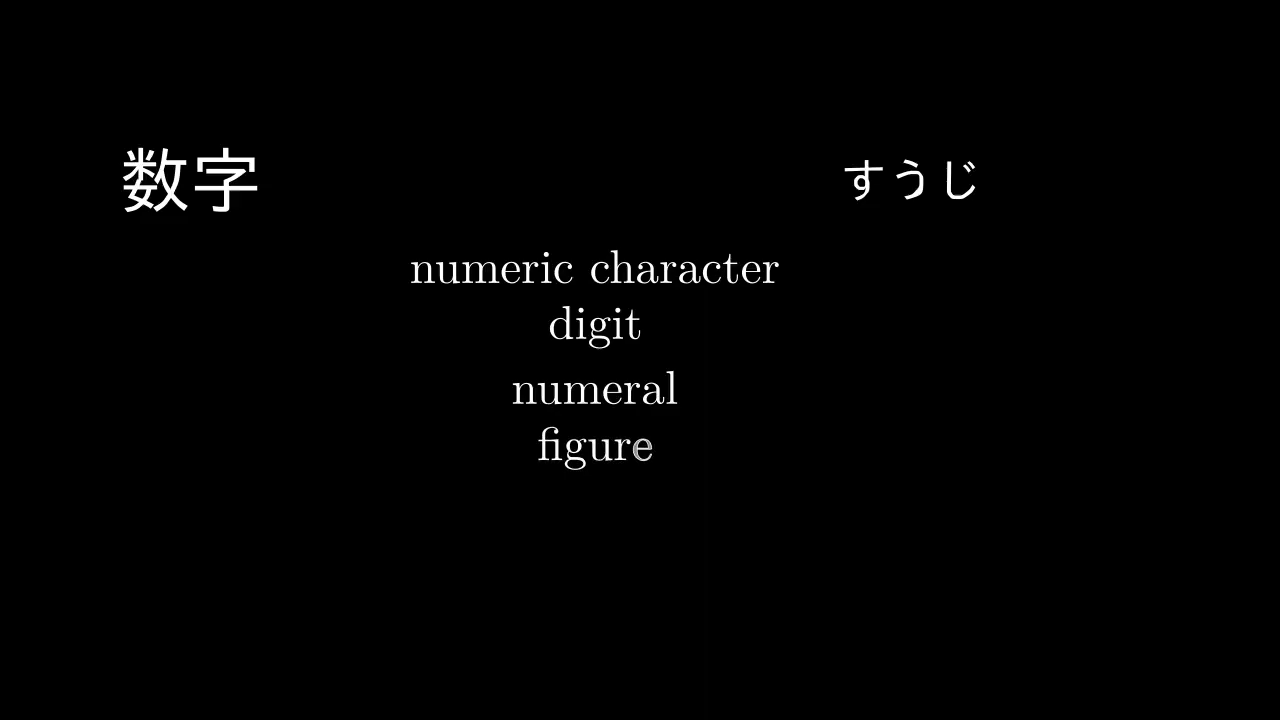 数字
すうじ
numeric character
digit
numeral
figure